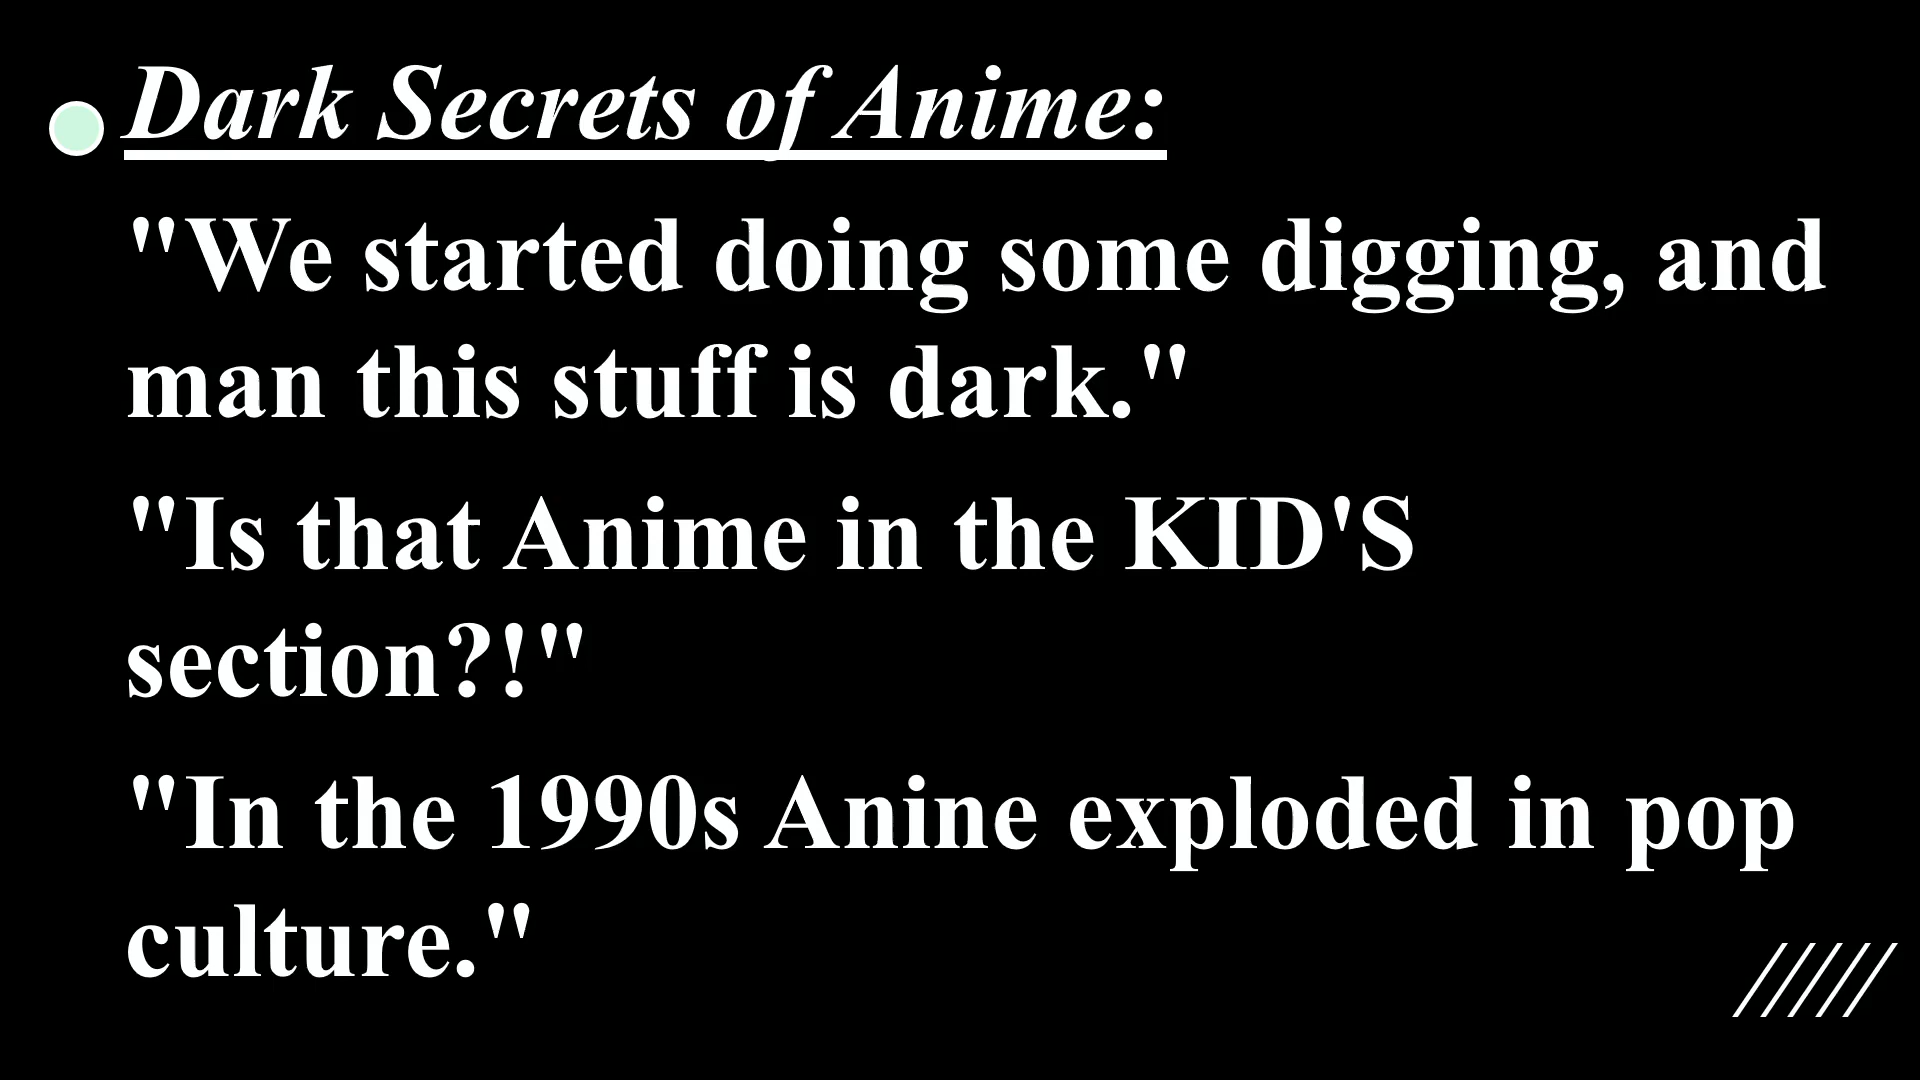 Dark Secrets of Anime:
"We started doing some digging, and
man this stuff is dark."
"Is that Anime in the KID'S
section?!"
"In the 1990s Anine exploded in pop
culture."